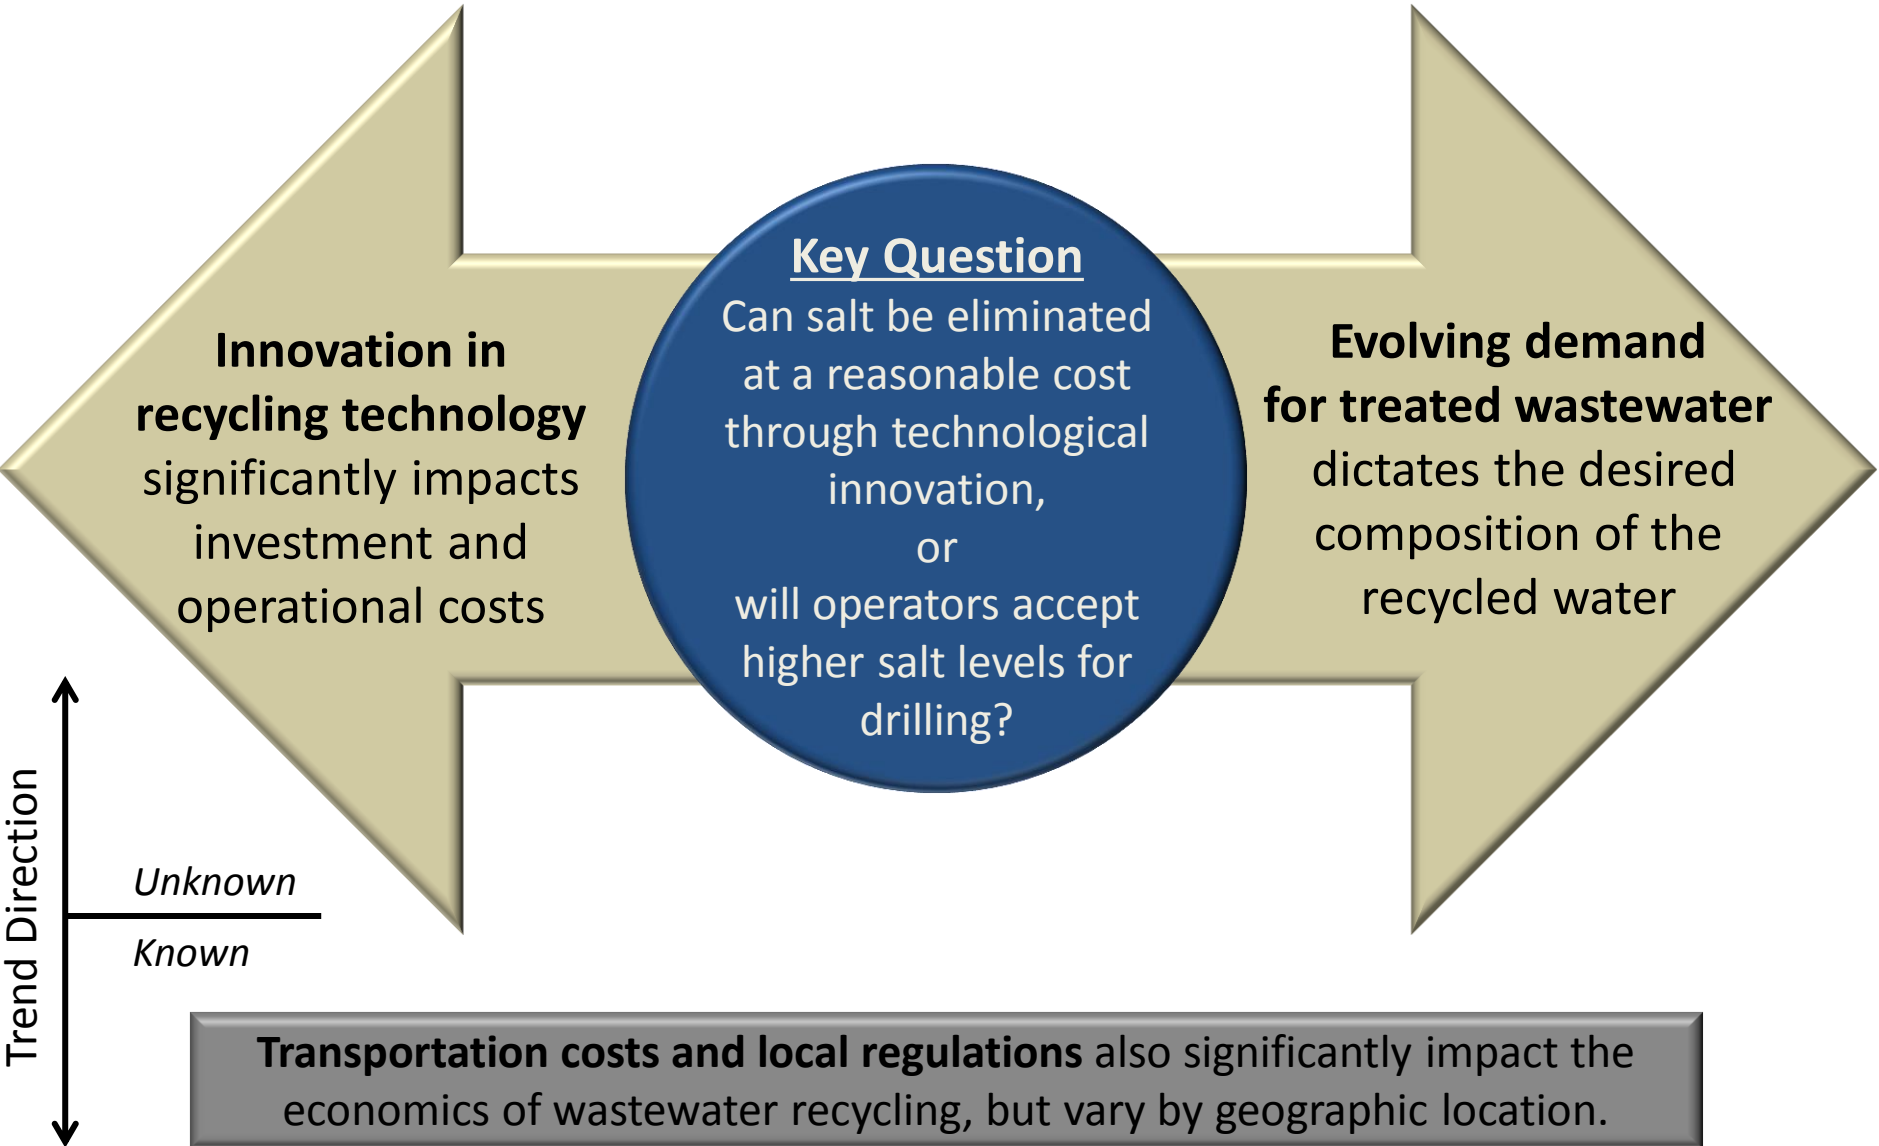 Innovation in
recycling technology
significantly impacts
investment and
operational costs
Key Question
Can salt be eliminated
at a reasonable cost
through technological
innovation,
or
will operators accept
higher salt levels for
drilling?
Evolving demand
for treated wastewater
dictates the desired
composition of the
recycled water
Trend Direction
Unknown
Known
Transportation costs and local regulations also significantly impact the
economics of wastewater recycling, but vary by geographic location.